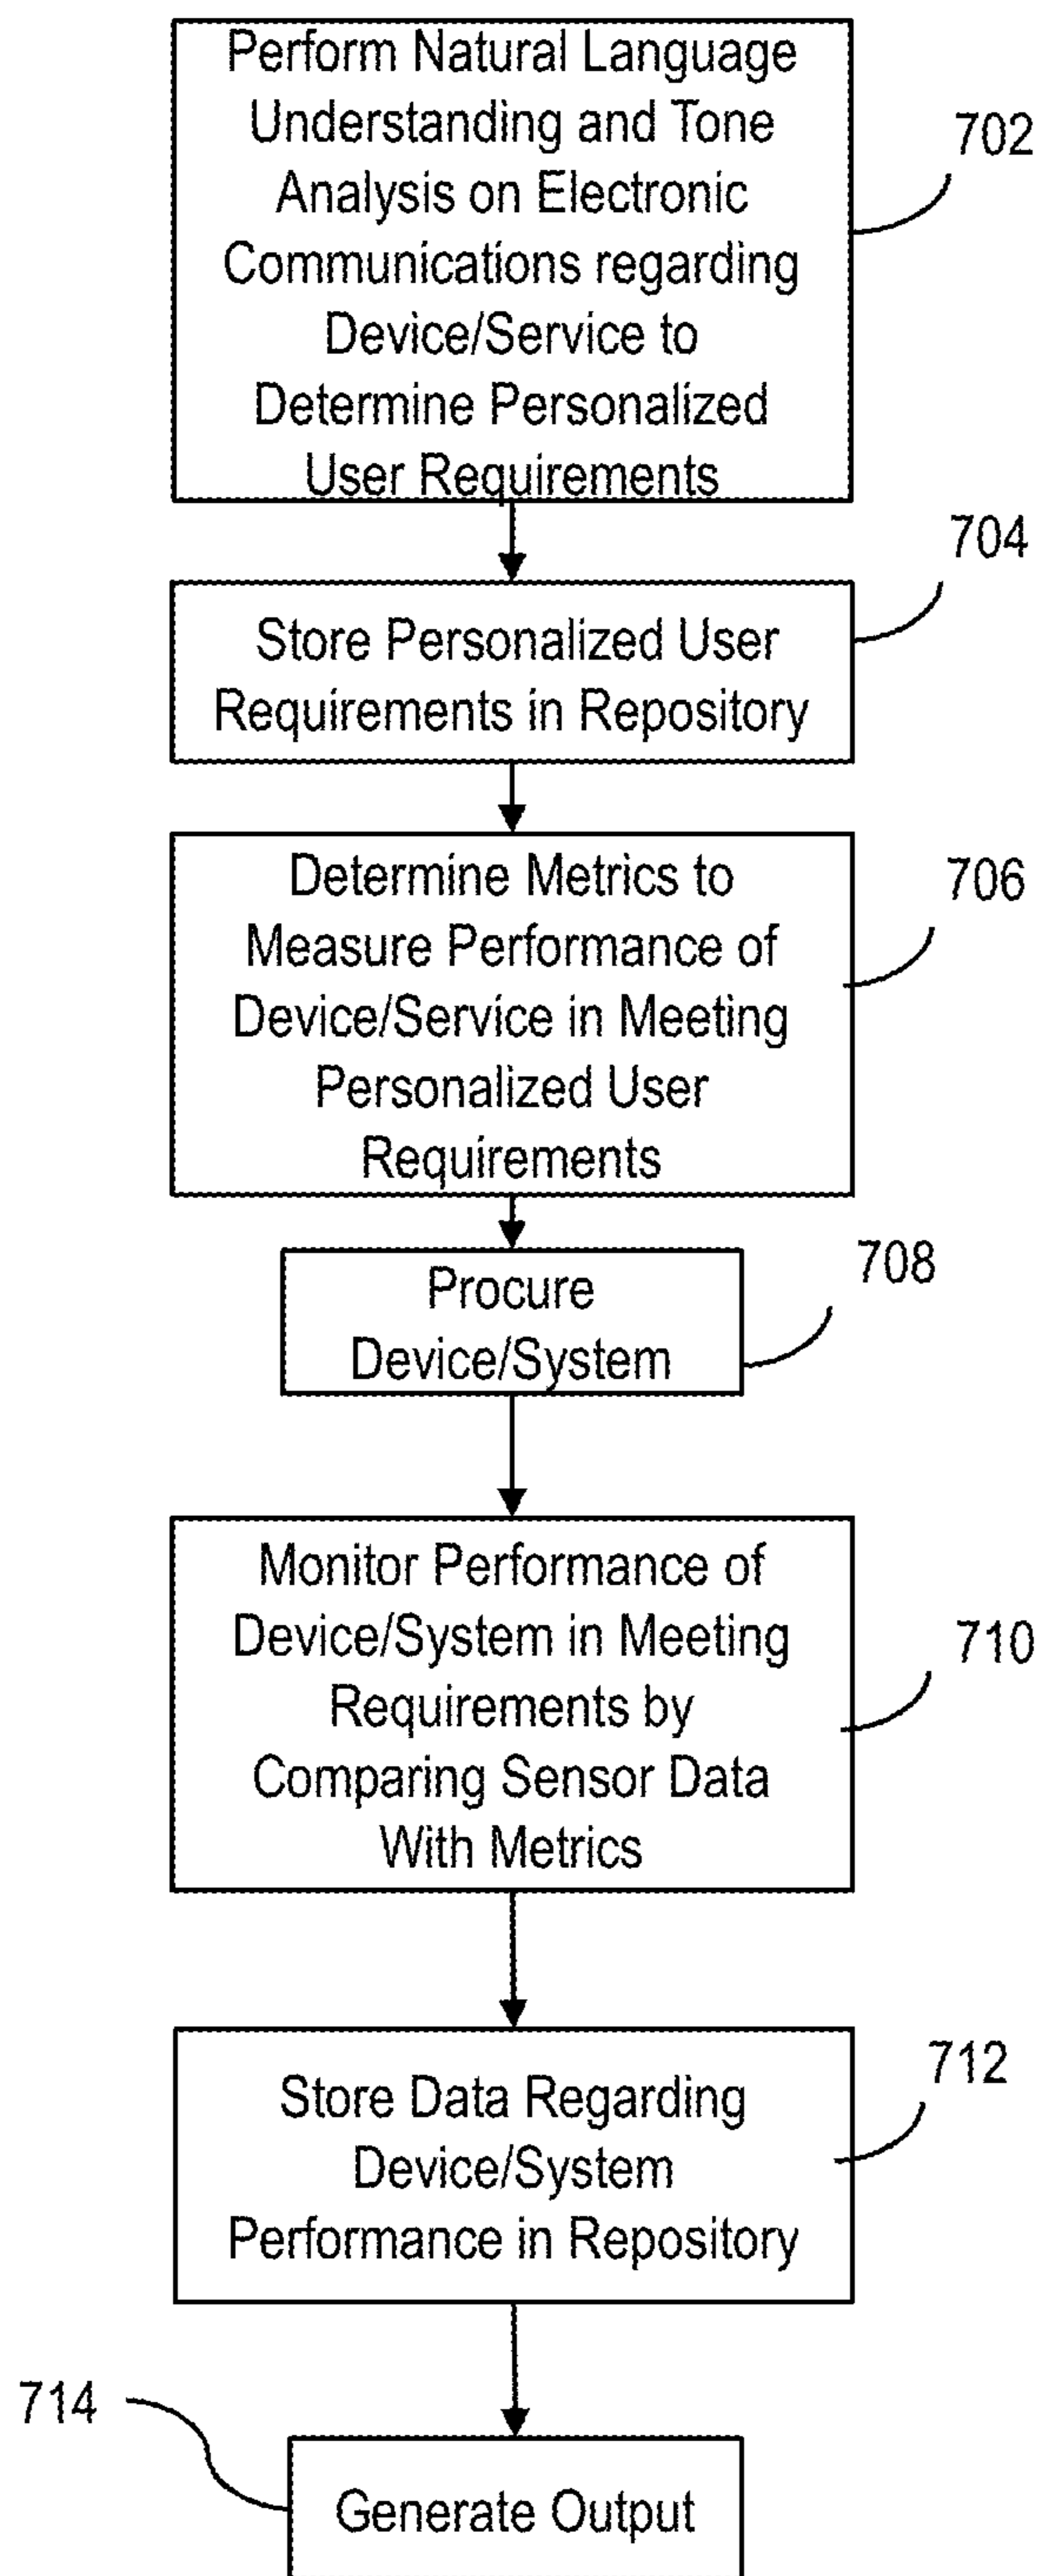 Perform Natural Language
Understanding and Tone
Analysis on Electronic
Communications regarding
Device/Service to
Determine Personalized
User Requirements
702
Store Personalized User
Requirements in Repository
704
Determine Metrics to
Measure Performance of
Device/Service in Meeting
Personalized User
Requirements
706
Procure
Device/System
708
Monitor Performance of
Device/System in Meeting
Requirements by
Comparing Sensor Data
With Metrics
710
Store Data Regarding
Device/System
Performance in Repository
712
714
Generate Output